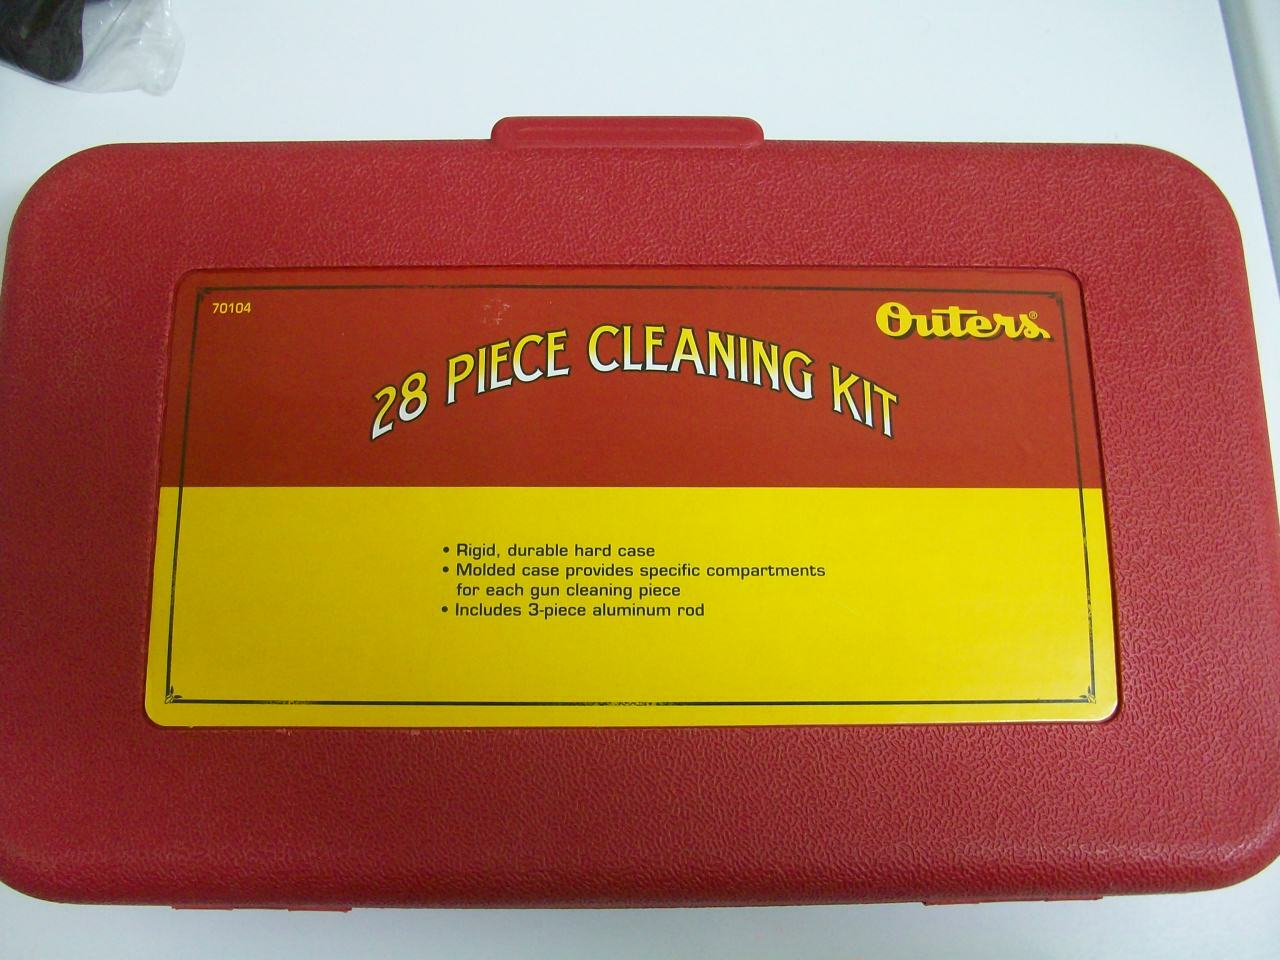 70104
Outers®
28 PIECE CLEANING KIT
• Rigid, durable hard case
• Molded case provides specific compartments
for each gun cleaning piece
• Includes 3-piece aluminum rod